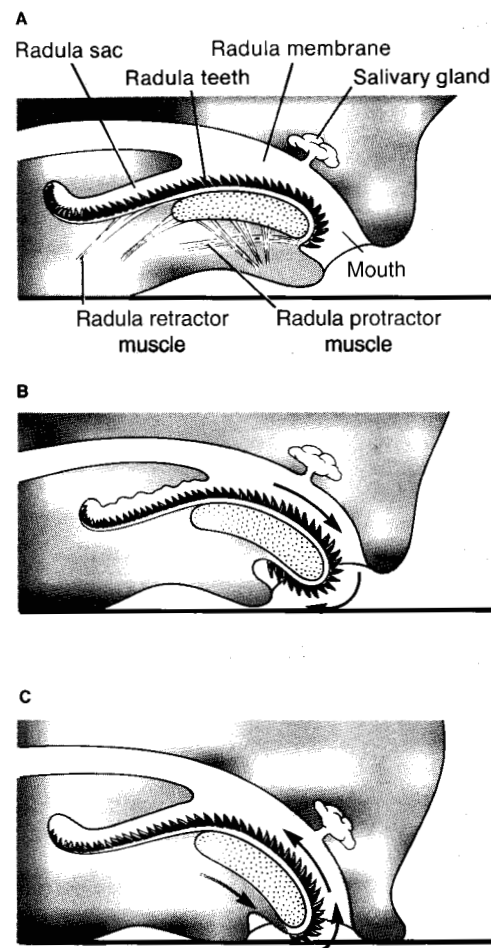 A
Radula sac
Radula membrane
Radula teeth
Salivary gland
Mouth
Radula retractor
muscle
Radula protractor
muscle
B
C